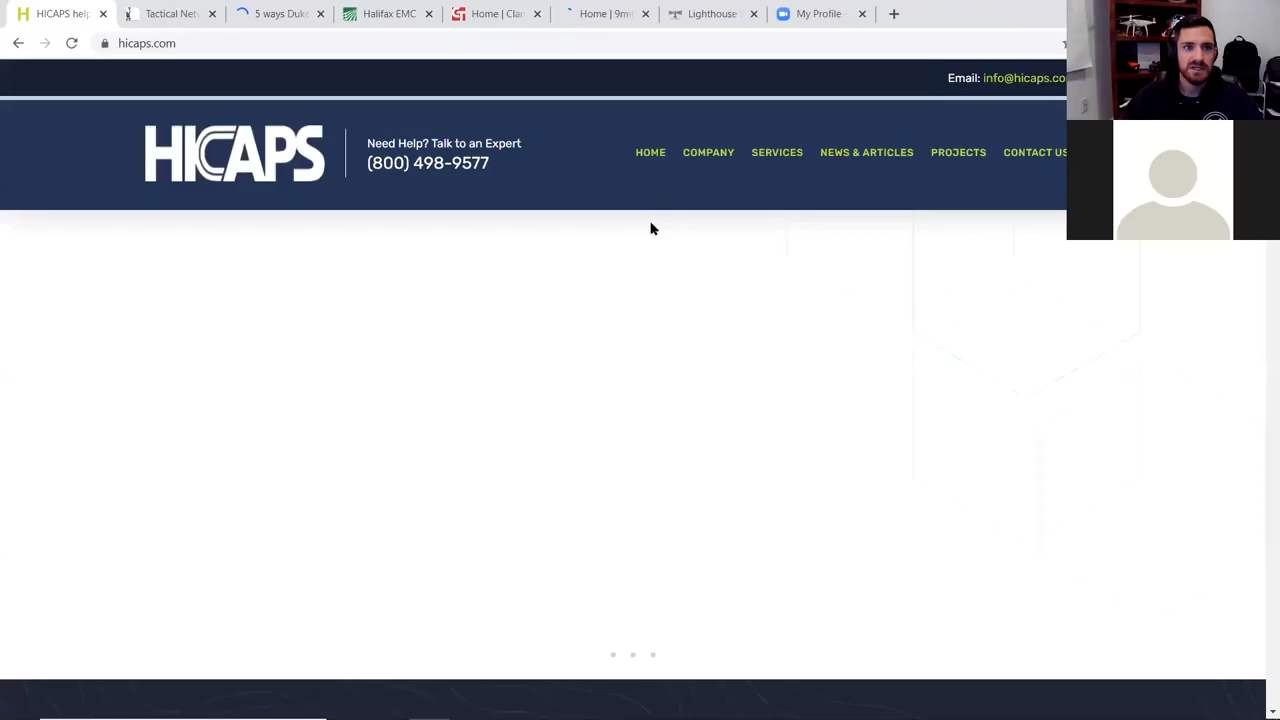 HICAPS help
Tactical Net
5 ways Duke
Halifax EMC
Home | Clar
Home | 9mi
Lighthouse
My Profile -
hicaps.com
Email: info@hicaps.co
HICAPS
Need Help? Talk to an Expert
(800) 498-9577
HOME
COMPANY
SERVICES
NEWS & ARTICLES
PROJECTS
CONTACT US